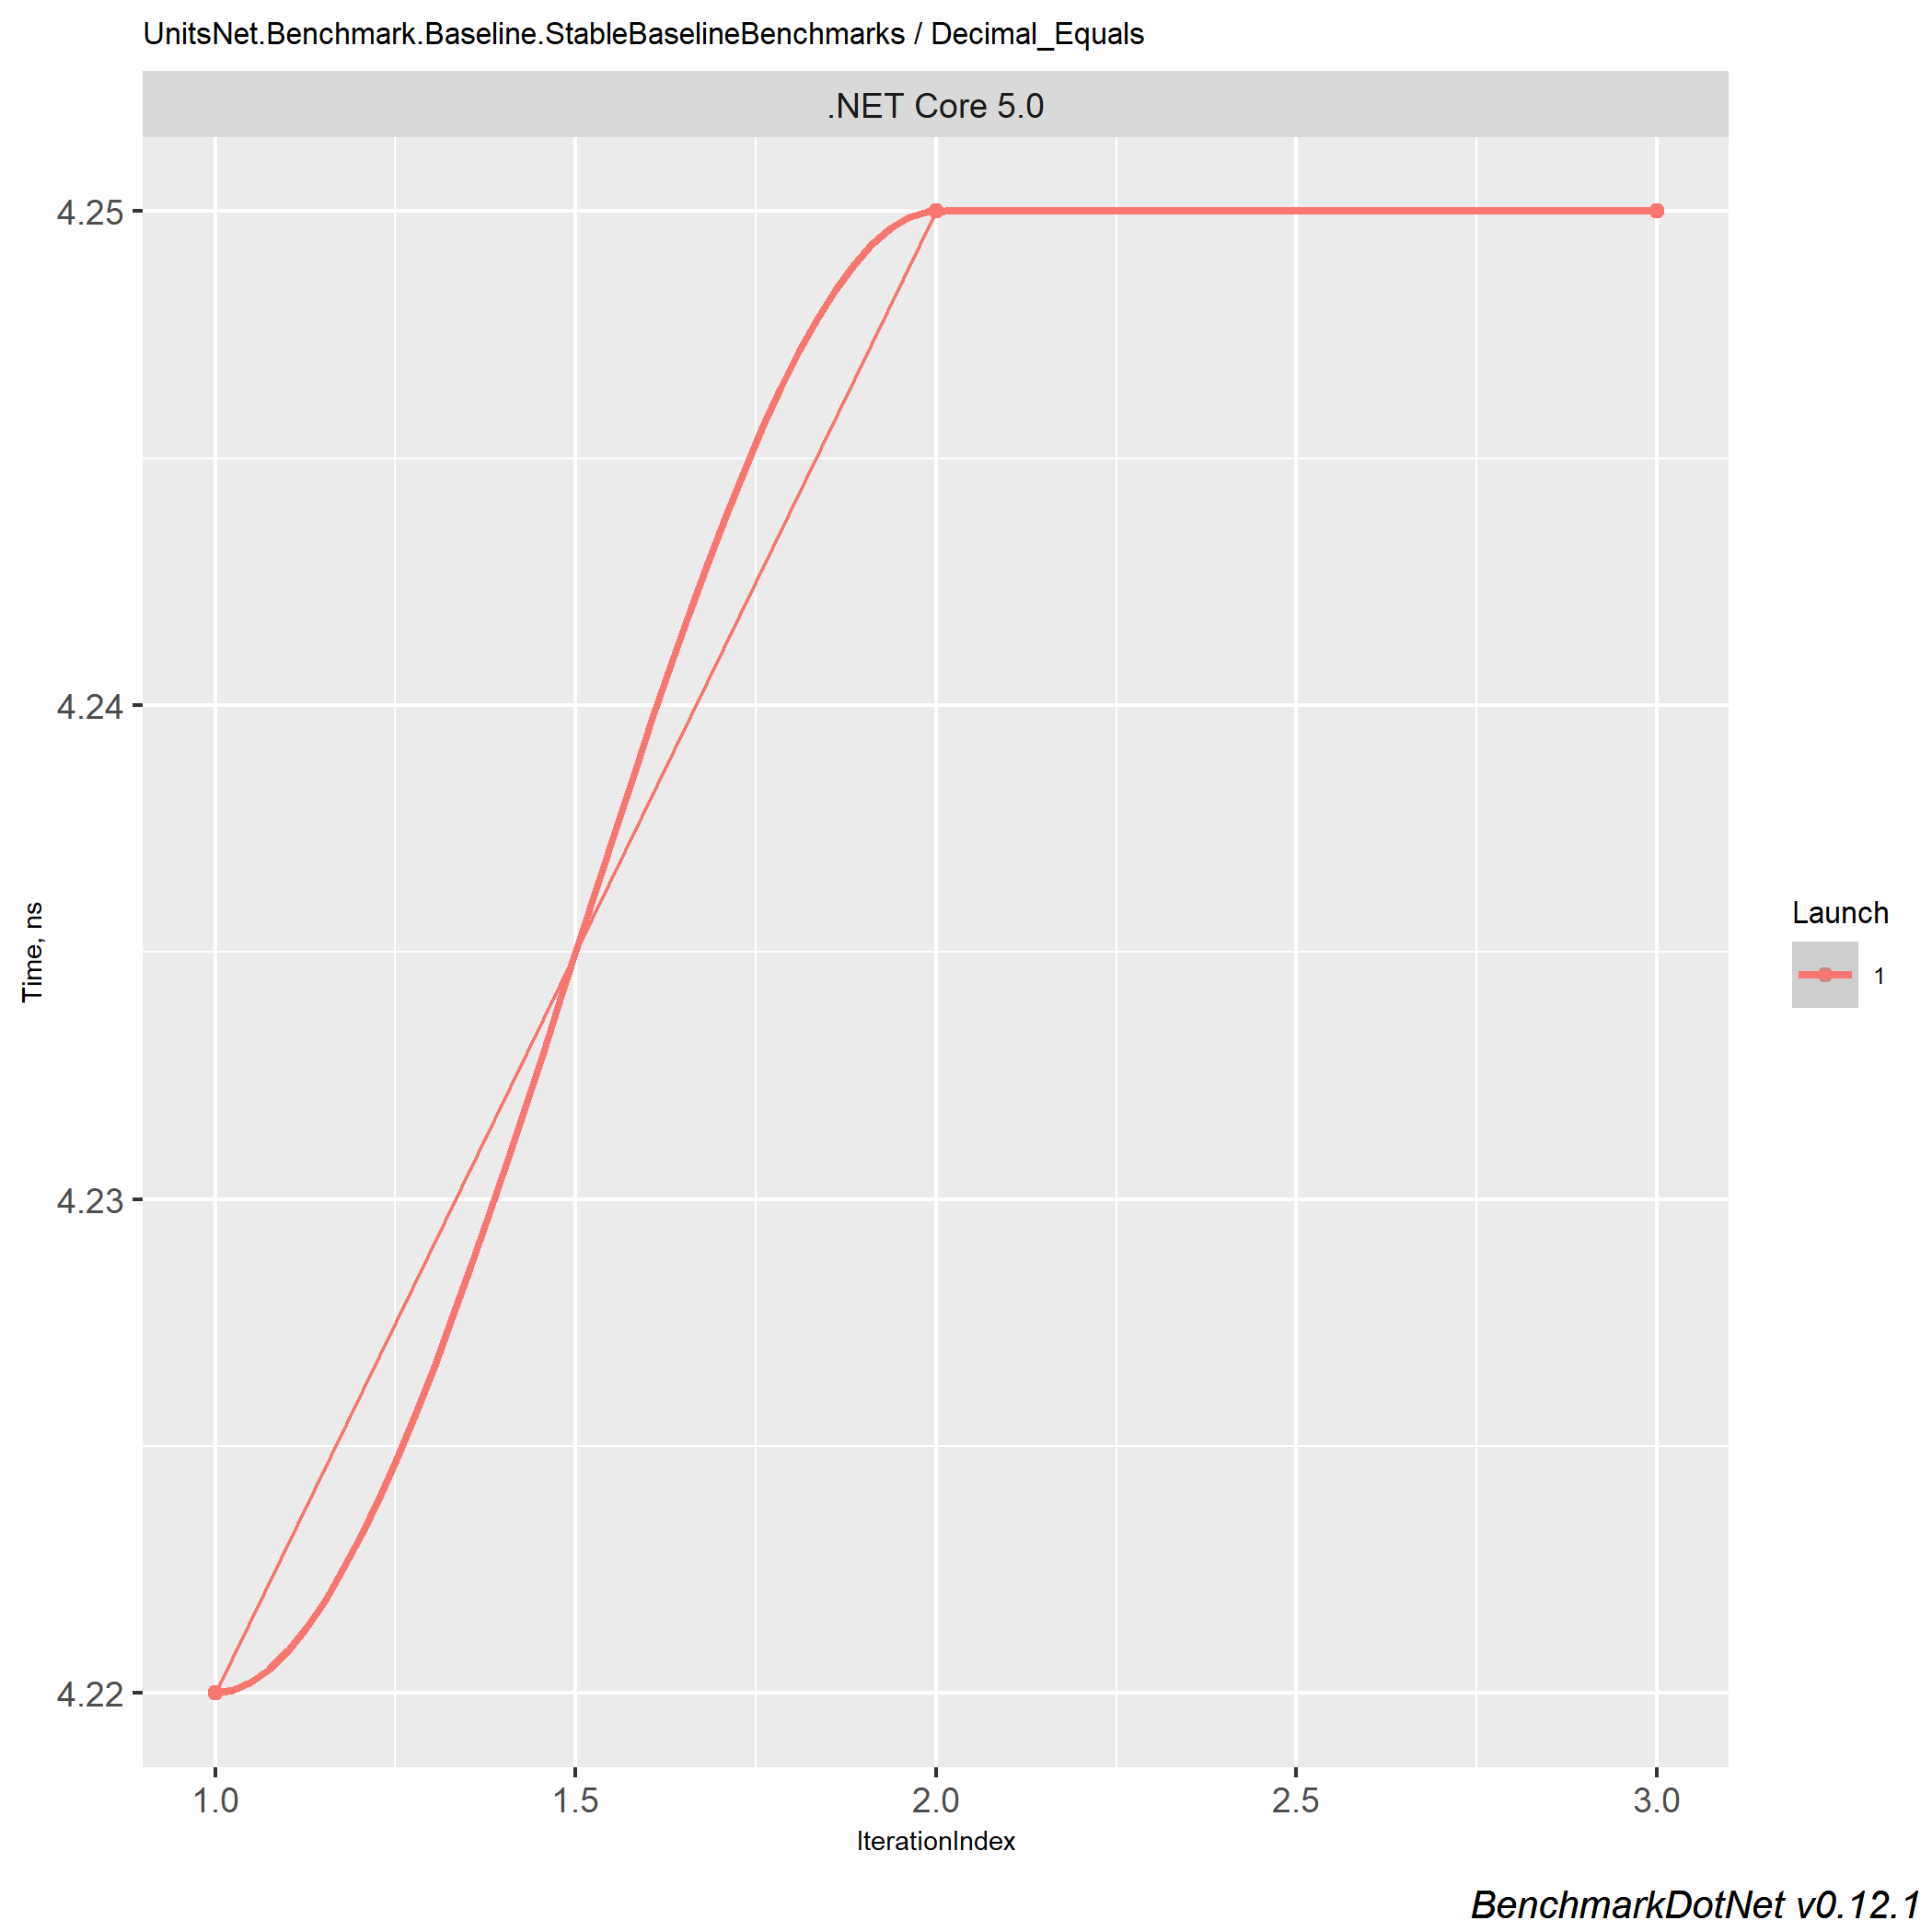 UnitsNet.Benchmark.Baseline.StableBaselineBenchmarks / Decimal_Equals
.NET Core 5.0
4.25
4.24
4.23
4.22
Time, ns
1.0 1.5 2.0 2.5 3.0
IterationIndex
Launch
1
BenchmarkDotNet v0.12.1